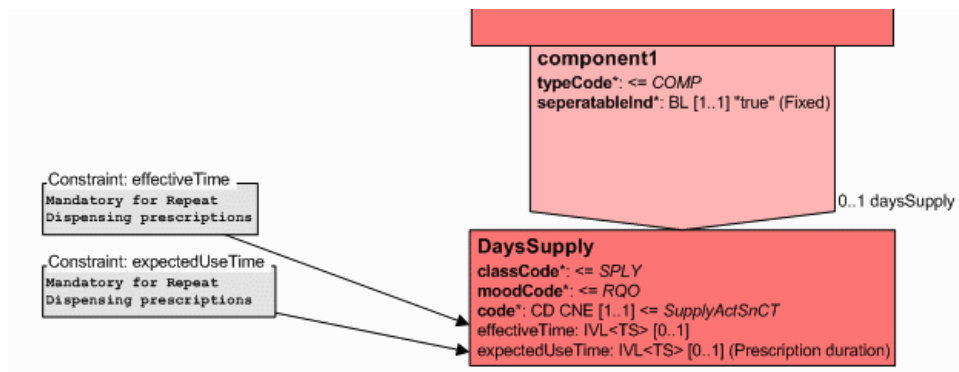 component1
typeCode*: <= COMP
seperatableInd*: BL [1..1] "true" (Fixed)
0..1 daysSupply
Constraint: effectiveTime
Mandatory for Repeat
Dispensing prescriptions
Constraint: expectedUseTime
Mandatory for Repeat
Dispensing prescriptions
DaysSupply
classCode*: <= SPLY
moodCode*: <= RQO
code*: CD CNE [1..1] <= SupplyActSnCT
effectiveTime: IVL<TS> [0..1]
expectedUseTime: IVL<TS> [0..1] (Prescription duration)